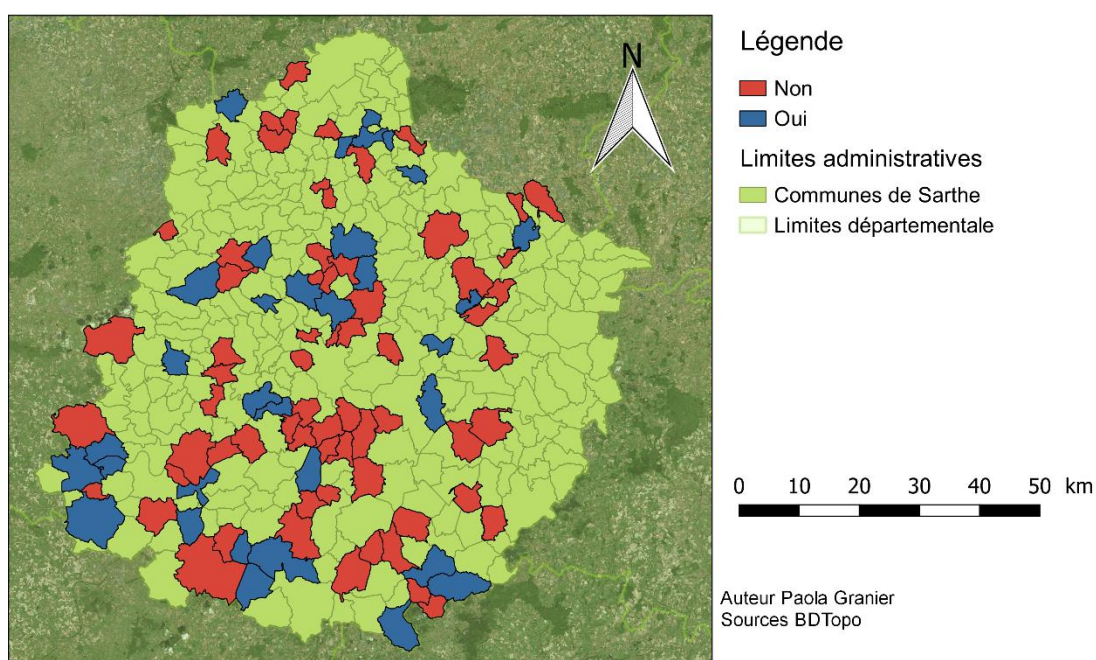 Légende
N
Non
Oui
Limites administratives
Communes de Sarthe
Limites départementale
0 10 20 30 40 50 km
Auteur Paola Granier
Sources BDTopo